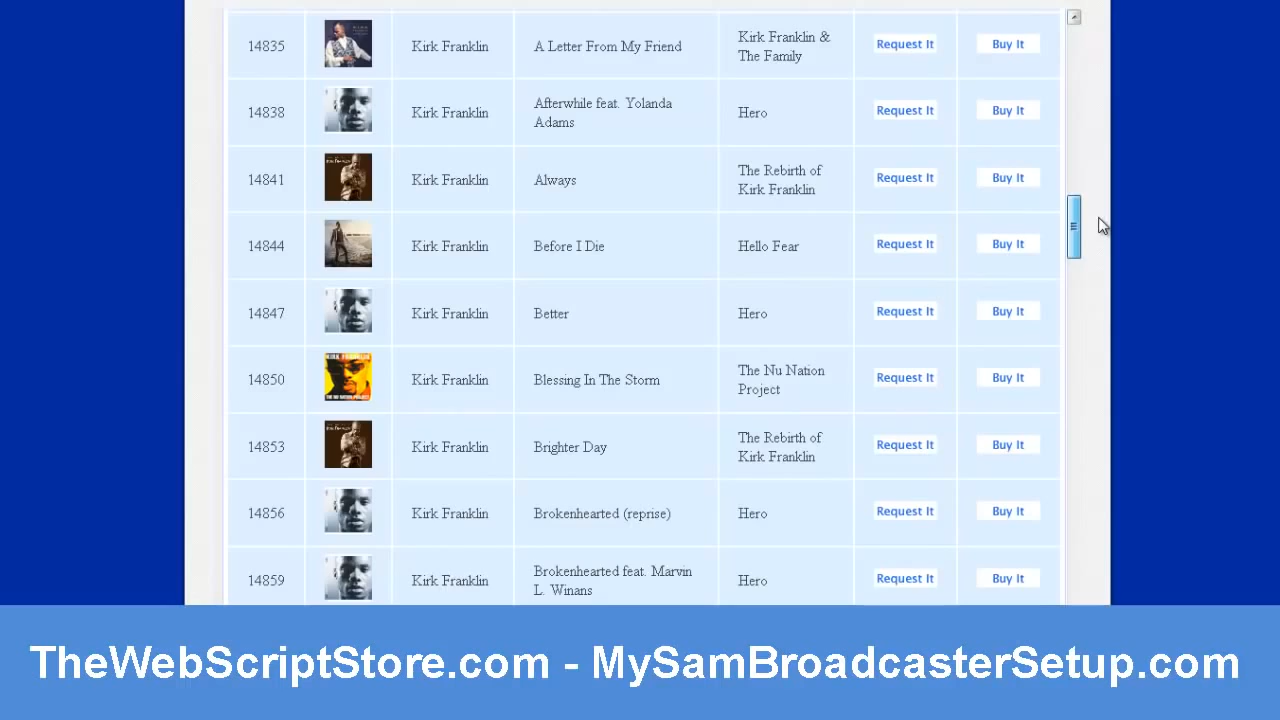 14835 Kirk Franklin A Letter From My Friend Kirk Franklin & Request It Buy It
The Family
14838 Kirk Franklin Afterwhile feat. Yolanda Hero Request It Buy It
Adams
14841 Kirk Franklin Always The Rebirth of Request It Buy It
Kirk Franklin
14844 Kirk Franklin Before I Die Hello Fear Request It Buy It
14847 Kirk Franklin Better Hero Request It Buy It
14850 Kirk Franklin Blessing In The Storm The Nu Nation Request It Buy It
Project
14853 Kirk Franklin Brighter Day The Rebirth of Request It Buy It
Kirk Franklin
14856 Kirk Franklin Brokenhearted (reprise) Hero Request It Buy It
14859 Kirk Franklin Brokenhearted feat. Marvin Hero Request It Buy It
L. Winans
TheWebScriptStore.com - MySamBroadcasterSetup.com